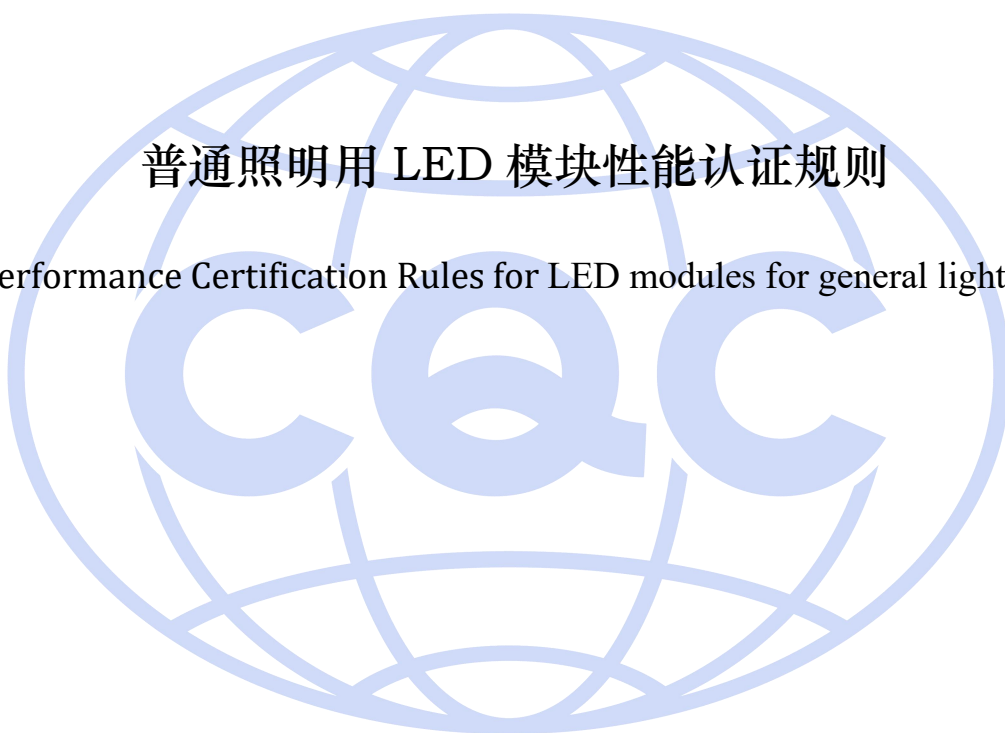 普通照明用 LED 模块性能认证规则
erformance Certification Rules for LED modules for general light
CQC